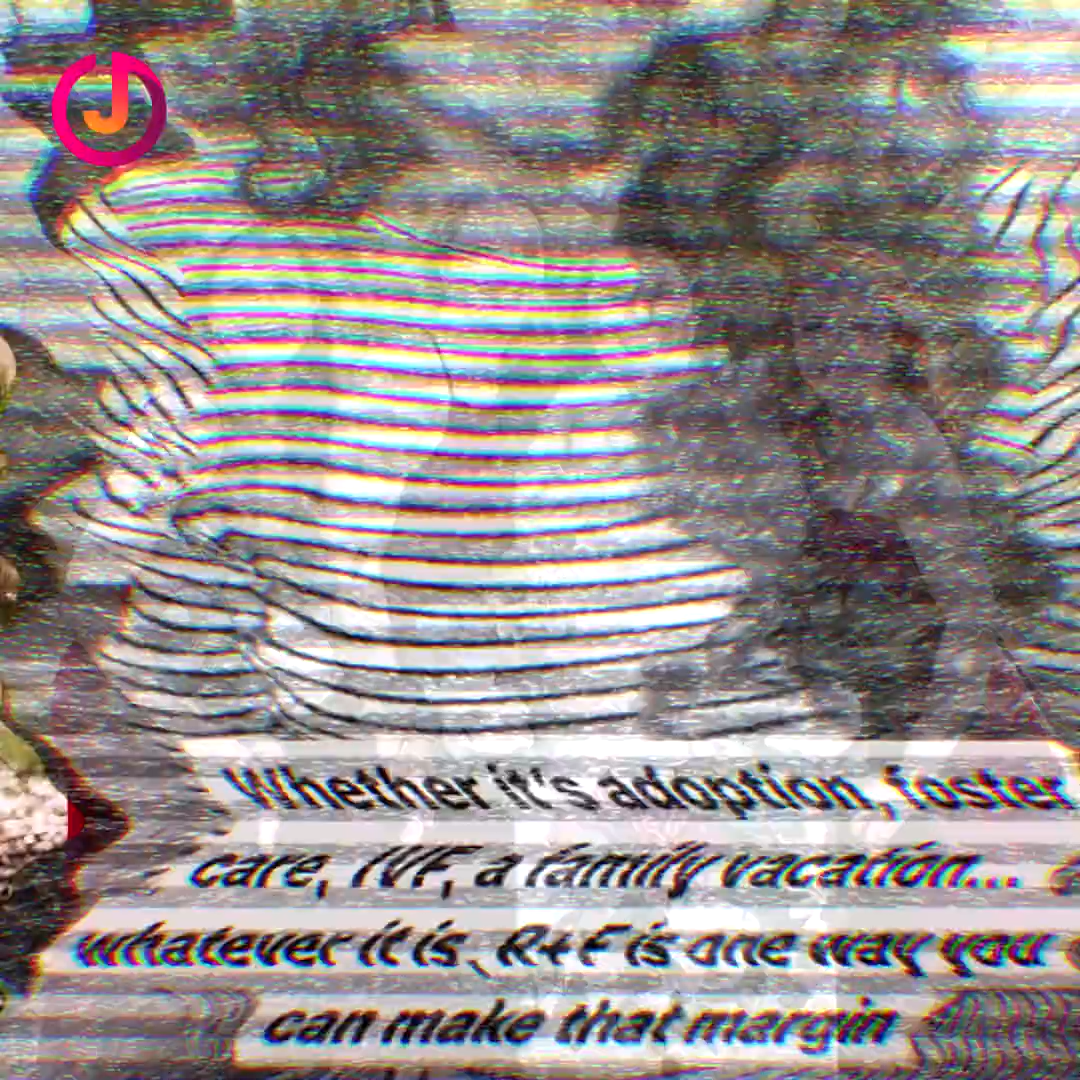 J
Whether it's adoption, foster
care, IVF, a family vacation...
whatever it is, R+F is one way you
can make that margin